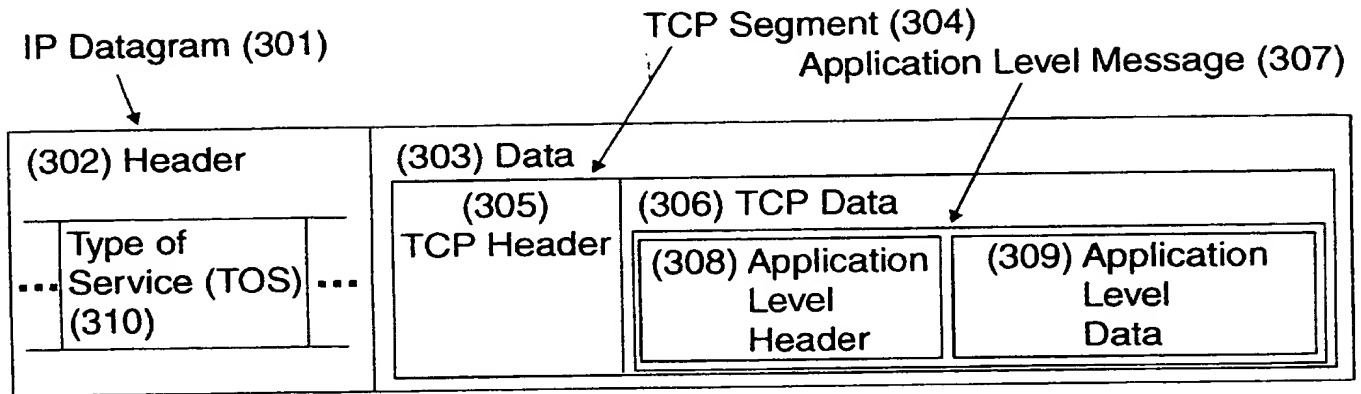 IP Datagram (301)
TCP Segment (304)
Application Level Message (307)
(302) Header
(303) Data
(305)
TCP Header
(306) TCP Data
... Type of
Service (TOS) ...
(310)
(308) Application
Level
Header
(309) Application
Level
Data